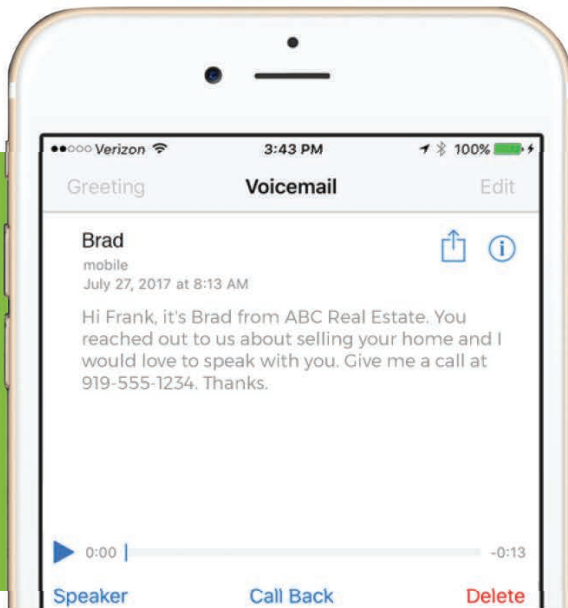 Verizon 3:43 PM 100%
Greeting Voicemail Edit
Brad
mobile
July 27, 2017 at 8:13 AM
Hi Frank, it's Brad from ABC Real Estate. You
reached out to us about selling your home and I
would love to speak with you. Give me a call at
919-555-1234. Thanks.
0:00 -0:13
Speaker Call Back Delete